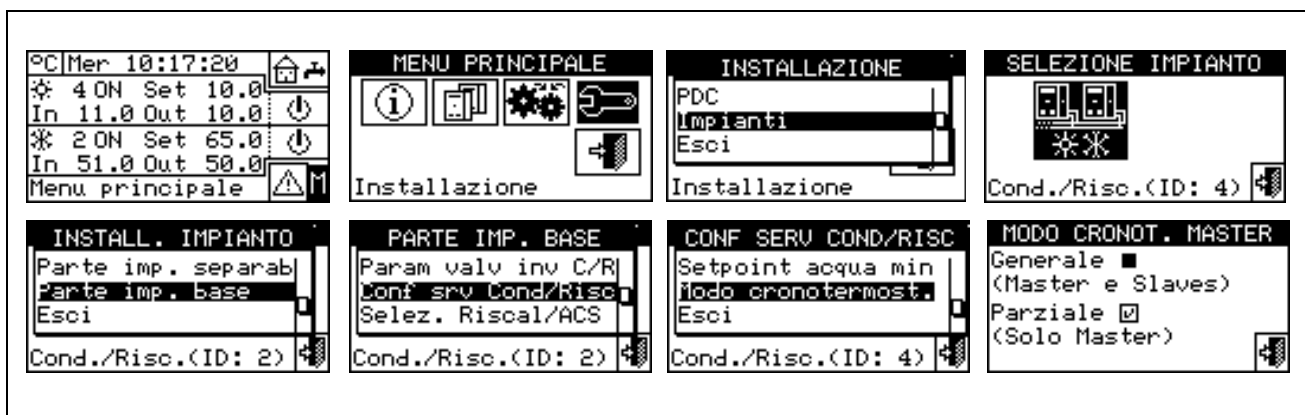 ºC Mer 10:17:20
4 ON Set 10.0
In 11.0 Out 10.0
2 ON Set 65.0
In 51.0 Out 50.0
Menu principale M
MENU PRINCIPALE
Installazione
INSTALLAZIONE
PDC
Impianti
Esci
Installazione
SELEZIONE IMPIANTO
Cond./Risc.(ID: 4)
INSTALL. IMPIANTO
Parte imp. separab
Parte imp. base
Esci
Cond./Risc.(ID: 2)
PARTE IMP. BASE
Param valv inv C/R
Conf srv Cond/Risc
Selez. Riscal/ACS
Cond./Risc.(ID: 2)
CONF SERV COND/RISC
Setpoint acqua min
Modo cronotermost.
Esci
Cond./Risc.(ID: 4)
MODO CRONOT. MASTER
Generale
(Master e Slaves)
Parziale
(Solo Master)